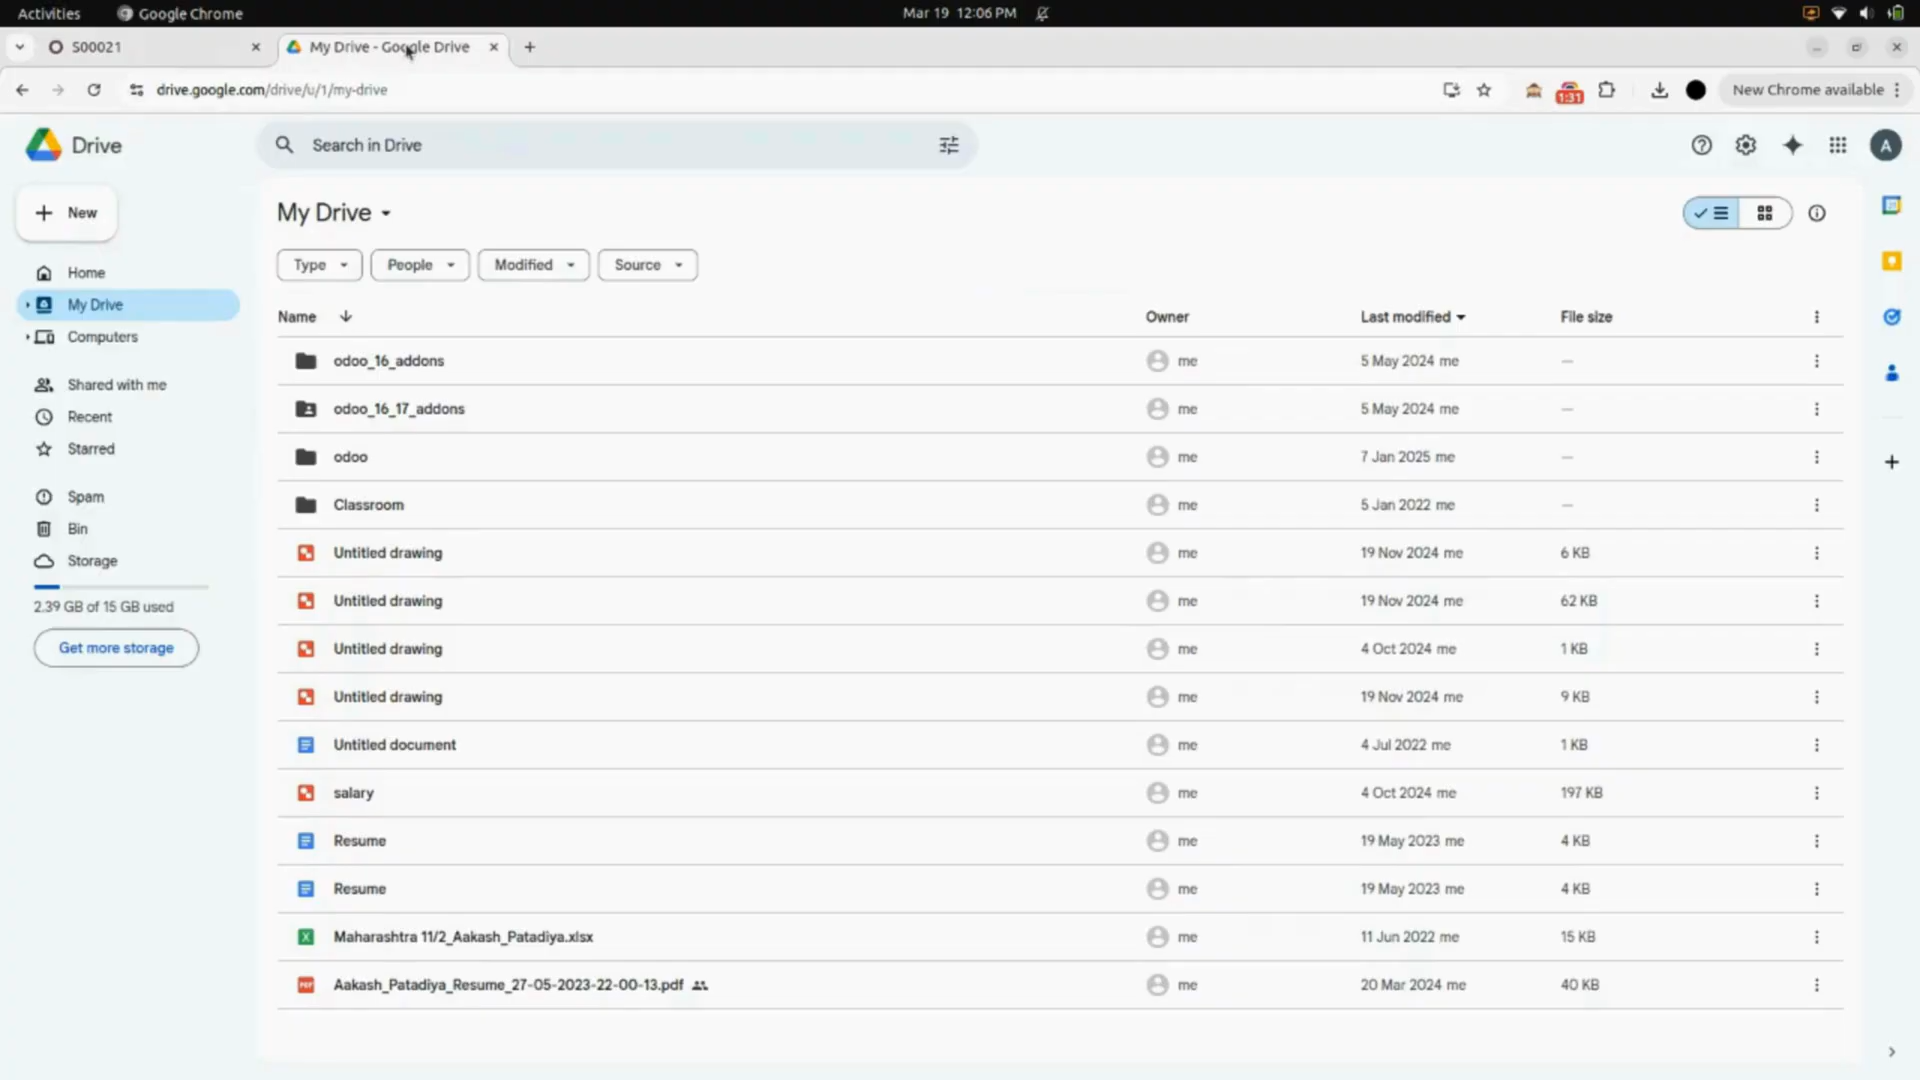 Activities Google Chrome Mar 19 12:06 PM
S00021 My Drive - Google Drive
drive.google.com/drive/u/1/my-drive 1:31 New Chrome available
Drive Search in Drive A
New My Drive
Type People Modified Source
Home
My Drive
Computers
Shared with me
Recent
Starred
Spam
Bin
Storage
2.39 GB of 15 GB used
Get more storage
Name Owner Last modified File size
odoo_16_addons me 5 May 2024 me —
odoo_16_17_addons me 5 May 2024 me —
odoo me 7 Jan 2025 me —
Classroom me 5 Jan 2022 me —
Untitled drawing me 19 Nov 2024 me 6 KB
Untitled drawing me 19 Nov 2024 me 62 KB
Untitled drawing me 4 Oct 2024 me 1 KB
Untitled drawing me 19 Nov 2024 me 9 KB
Untitled document me 4 Jul 2022 me 1 KB
salary me 4 Oct 2024 me 197 KB
Resume me 19 May 2023 me 4 KB
Resume me 19 May 2023 me 4 KB
Maharashtra 11/2_Aakash_Patadiya.xlsx me 11 Jun 2022 me 15 KB
Aakash_Patadiya_Resume_27-05-2023-22-00-13.pdf me 20 Mar 2024 me 40 KB